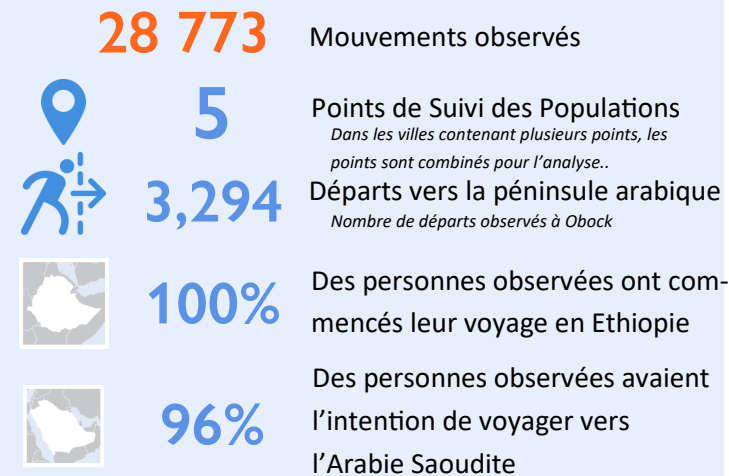 28 773 Mouvements observés
5 Points de Suivi des Populations
Dans les villes contenant plusieurs points, les
points sont combinés pour l'analyse..
3,294 Départs vers la péninsule arabique
Nombre de départs observés à Obock
100% Des personnes observées ont com-
mencés leur voyage en Ethiopie
96% Des personnes observées avaient
l'intention de voyager vers
l'Arabie Saoudite